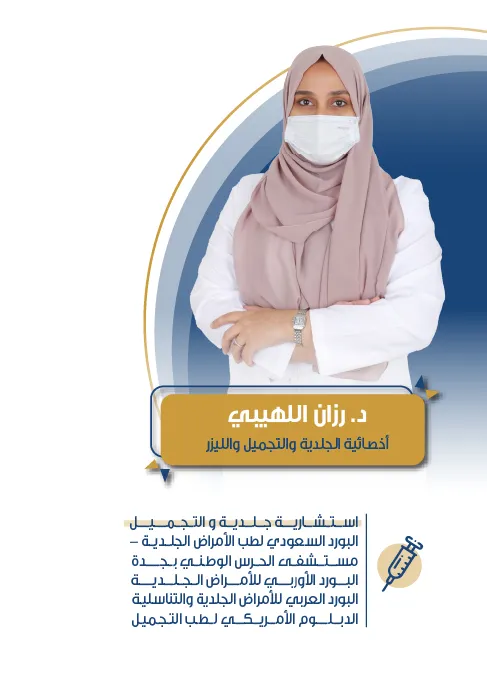 د. رزان اللهيبي
أخصائية الجلدية والتجميل والليزر
استشارية جلدية و التجميل
البورد السعودي لطب الأمراض الجلدية –
مستشفى الحرس الوطني بجدة
البورد الأوربي للأمراض الجلدية
البورد العربي للأمراض الجلدية والتناسلية
الدبلوم الأمريكي لطب التجميل